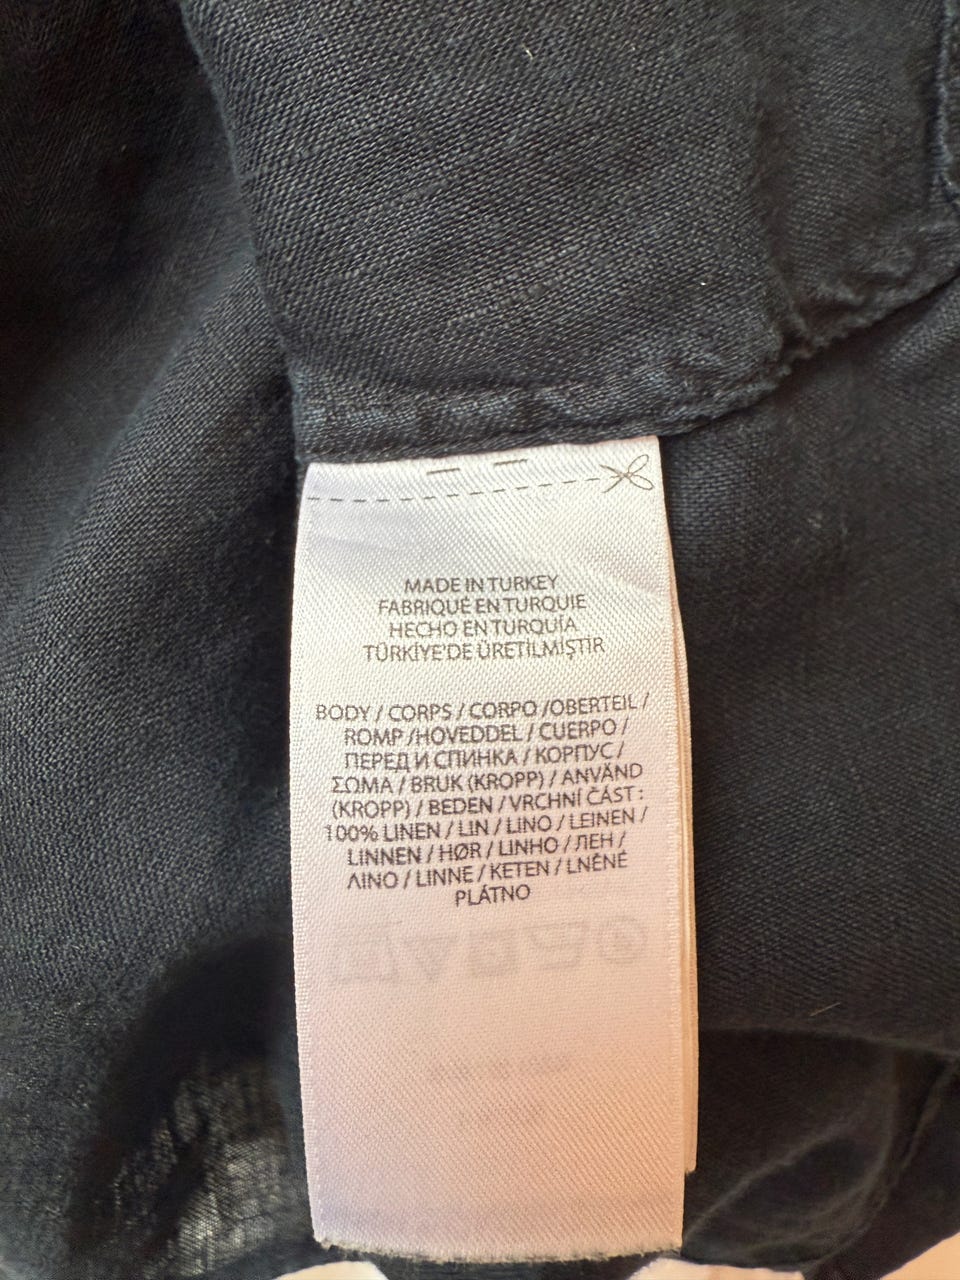 MADE IN TURKEY
FABRIQUÉ EN TURQUIE
HECHO EN TURQUÍA
TÜRKİYE'DE ÜRETİLMİŞTİR
BODY / CORPS / CORPO /OBERTEIL /
ROMP /HOVEDDEL / CUERPO /
ПЕРЕД И СПИНКА / КОРПУС /
ΣΩΜΑ / BRUK (KROPP) / ANVÄND
(KROPP) / BEDEN / VRCHNÍ ČÁST :
100% LINEN / LIN / LINO / LEINEN /
LINNEN / HØR / LINHO / ЛЕН /
ΛΙΝΟ / LINNE / KETEN / LNĚNÉ
PLÁTNO